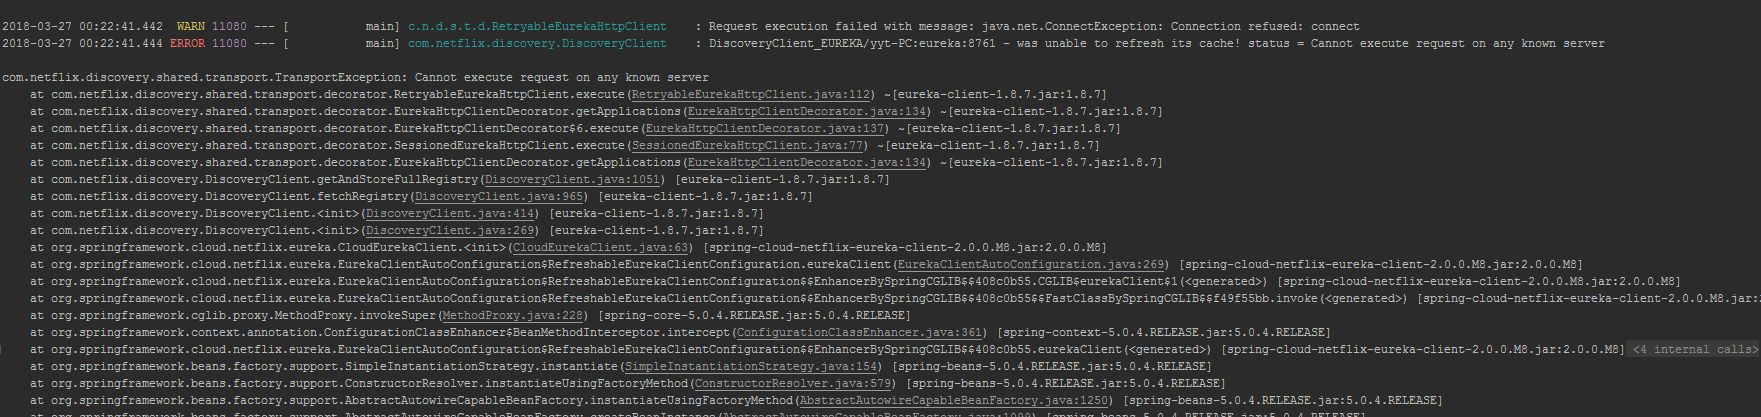 2018-03-27 00:22:41.442  WARN 11080 --- [           main] c.n.d.s.t.d.RetryableEurekaHttpClient    : Request execution failed with message: java.net.ConnectException: Connection refused: connect
2018-03-27 00:22:41.444 ERROR 11080 --- [           main] com.netflix.discovery.DiscoveryClient    : DiscoveryClient_EUREKA/yyt-PC:eureka:8761 - was unable to refresh its cache! status = Cannot execute request on any known server
com.netflix.discovery.shared.transport.TransportException: Cannot execute request on any known server
at com.netflix.discovery.shared.transport.decorator.RetryableEurekaHttpClient.execute(RetryableEurekaHttpClient.java:112) ~[eureka-client-1.8.7.jar:1.8.7]
at com.netflix.discovery.shared.transport.decorator.EurekaHttpClientDecorator.getApplications(EurekaHttpClientDecorator.java:134) ~[eureka-client-1.8.7.jar:1.8.7]
at com.netflix.discovery.shared.transport.decorator.EurekaHttpClientDecorator$6.execute(EurekaHttpClientDecorator.java:137) ~[eureka-client-1.8.7.jar:1.8.7]
at com.netflix.discovery.shared.transport.decorator.SessionedEurekaHttpClient.execute(SessionedEurekaHttpClient.java:77) ~[eureka-client-1.8.7.jar:1.8.7]
at com.netflix.discovery.shared.transport.decorator.EurekaHttpClientDecorator.getApplications(EurekaHttpClientDecorator.java:134) ~[eureka-client-1.8.7.jar:1.8.7]
at com.netflix.discovery.DiscoveryClient.getAndStoreFullRegistry(DiscoveryClient.java:1051) [eureka-client-1.8.7.jar:1.8.7]
at com.netflix.discovery.DiscoveryClient.fetchRegistry(DiscoveryClient.java:965) [eureka-client-1.8.7.jar:1.8.7]
at com.netflix.discovery.DiscoveryClient.<init>(DiscoveryClient.java:414) [eureka-client-1.8.7.jar:1.8.7]
at com.netflix.discovery.DiscoveryClient.<init>(DiscoveryClient.java:269) [eureka-client-1.8.7.jar:1.8.7]
at org.springframework.cloud.netflix.eureka.CloudEurekaClient.<init>(CloudEurekaClient.java:63) [spring-cloud-netflix-eureka-client-2.0.0.M8.jar:2.0.0.M8]
at org.springframework.cloud.netflix.eureka.EurekaClientAutoConfiguration$RefreshableEurekaClientConfiguration.eurekaClient(EurekaClientAutoConfiguration.java:269) [spring-cloud-netflix-eureka-client-2.0.0.M8.jar:2.0.0.M8]
at org.springframework.cloud.netflix.eureka.EurekaClientAutoConfiguration$RefreshableEurekaClientConfiguration$$EnhancerBySpringCGLIB$$408c0b55.CGLIB$eurekaClient$1(<generated>) [spring-cloud-netflix-eureka-client-2.0.0.M8.jar:2.0.0.M8]
at org.springframework.cloud.netflix.eureka.EurekaClientAutoConfiguration$RefreshableEurekaClientConfiguration$$EnhancerBySpringCGLIB$$408c0b55$$FastClassBySpringCGLIB$$f49f55bb.invoke(<generated>) [spring-cloud-netflix-eureka-client-2.0.0.M8.jar:2
at org.springframework.cglib.proxy.MethodProxy.invokeSuper(MethodProxy.java:228) [spring-core-5.0.4.RELEASE.jar:5.0.4.RELEASE]
at org.springframework.context.annotation.ConfigurationClassEnhancer$BeanMethodInterceptor.intercept(ConfigurationClassEnhancer.java:361) [spring-context-5.0.4.RELEASE.jar:5.0.4.RELEASE]
at org.springframework.cloud.netflix.eureka.EurekaClientAutoConfiguration$RefreshableEurekaClientConfiguration$$EnhancerBySpringCGLIB$$408c0b55.eurekaClient(<generated>) [spring-cloud-netflix-eureka-client-2.0.0.M8.jar:2.0.0.M8] <4 internal calls>
at org.springframework.beans.factory.support.SimpleInstantiationStrategy.instantiate(SimpleInstantiationStrategy.java:154) [spring-beans-5.0.4.RELEASE.jar:5.0.4.RELEASE]
at org.springframework.beans.factory.support.ConstructorResolver.instantiateUsingFactoryMethod(ConstructorResolver.java:579) [spring-beans-5.0.4.RELEASE.jar:5.0.4.RELEASE]
at org.springframework.beans.factory.support.AbstractAutowireCapableBeanFactory.instantiateUsingFactoryMethod(AbstractAutowireCapableBeanFactory.java:1250) [spring-beans-5.0.4.RELEASE.jar:5.0.4.RELEASE]